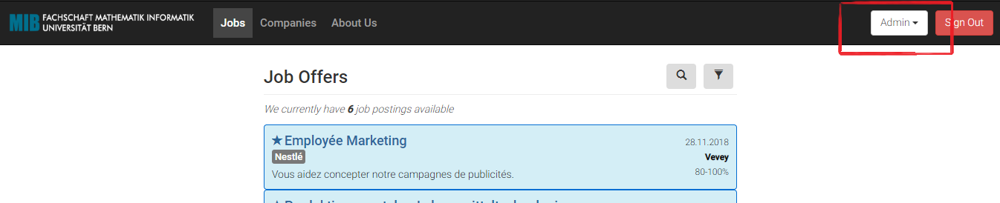 MIB FACHSCHAFT MATHEMATIK INFORMATIK
UNIVERSITÄT BERN
Jobs Companies About Us Admin Sign Out
Job Offers
We currently have 6 job postings available
Employée Marketing 28.11.2018
Nestlé Vevey
Vous aidez concepter notre campagnes de publicités. 80-100%